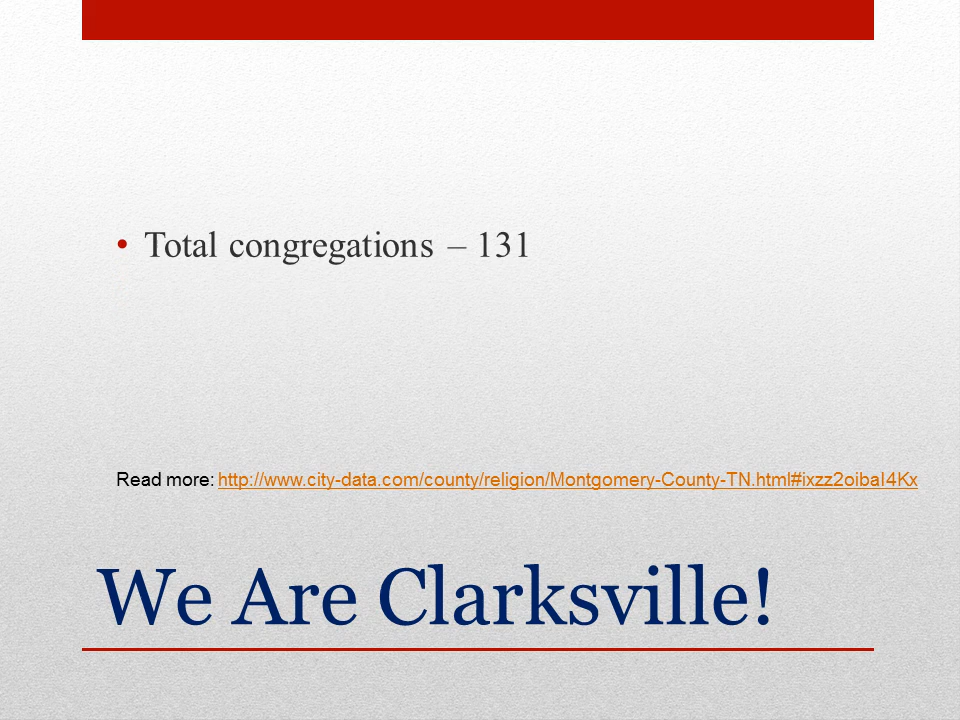 • Total congregations – 131
Read more: http://www.city-data.com/county/religion/Montgomery-County-TN.html#ixzz2oibaI4Kx
We Are Clarksville!